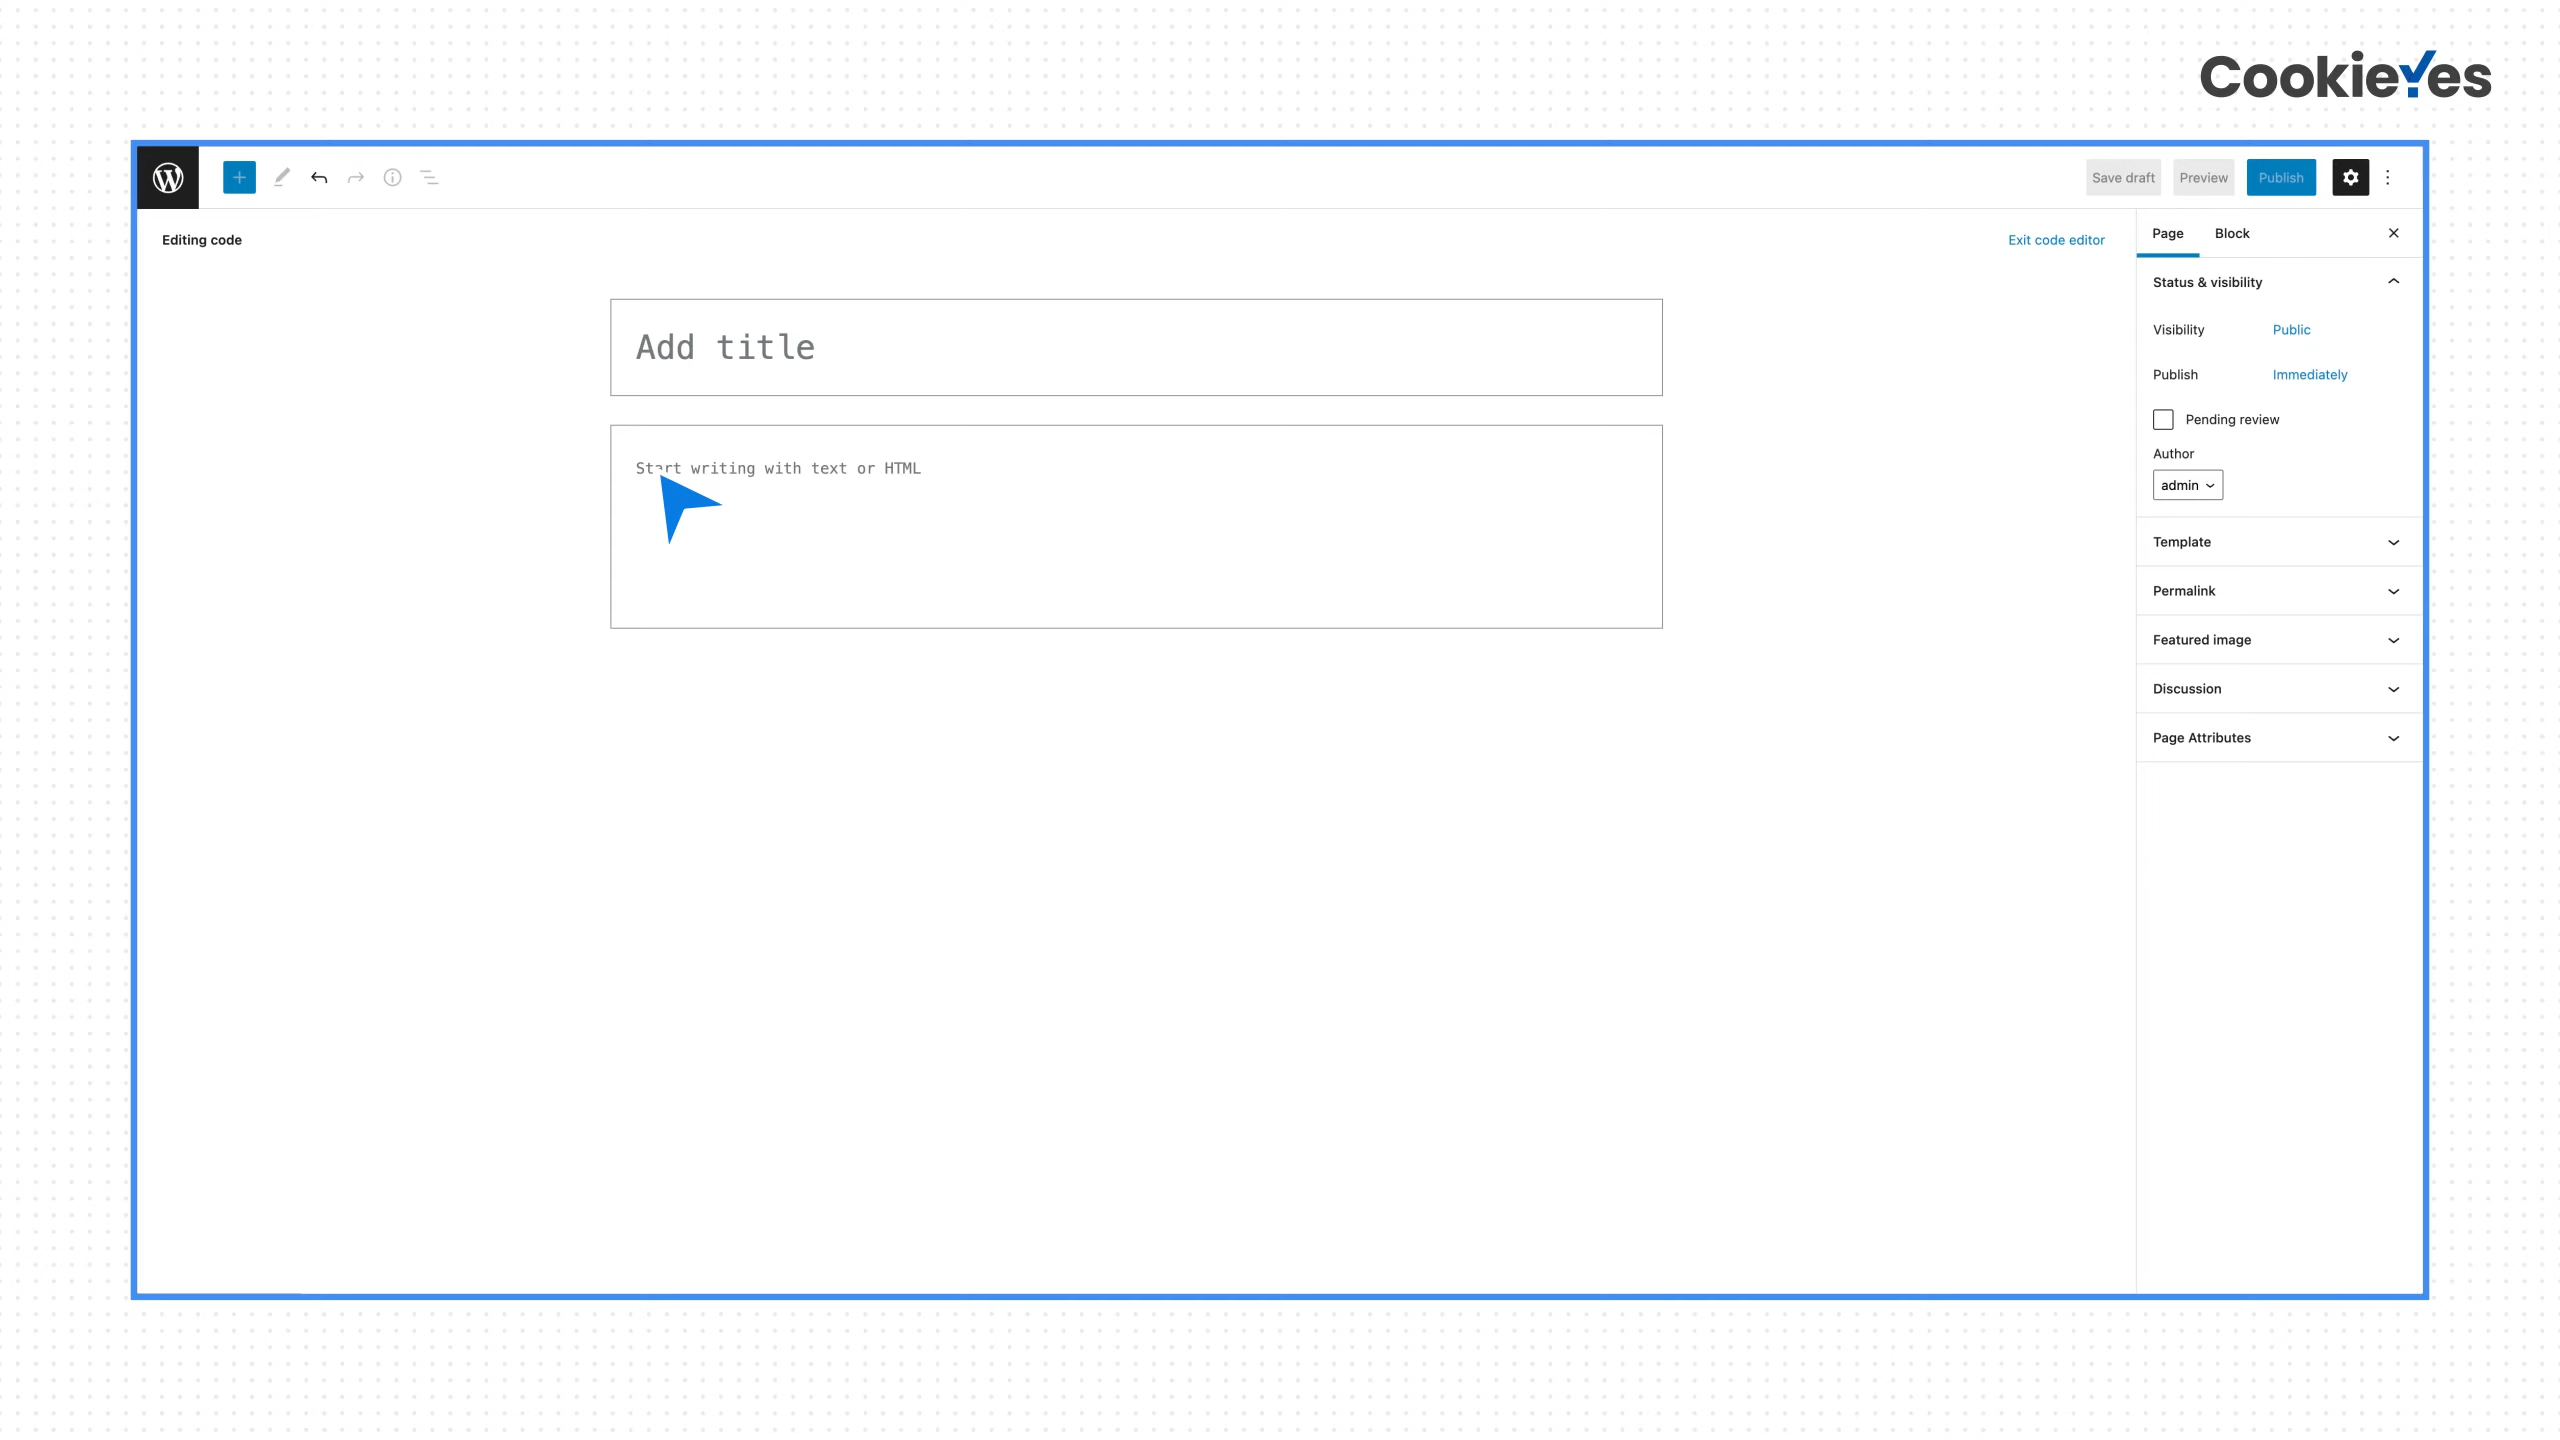 CookieYes
Save draft
Preview
Publish
Editing code
Exit code editor
Page
Block
Add title
Start writing with text or HTML
Status & visibility
Visibility
Public
Publish
Immediately
Pending review
Author
admin
Template
Permalink
Featured image
Discussion
Page Attributes